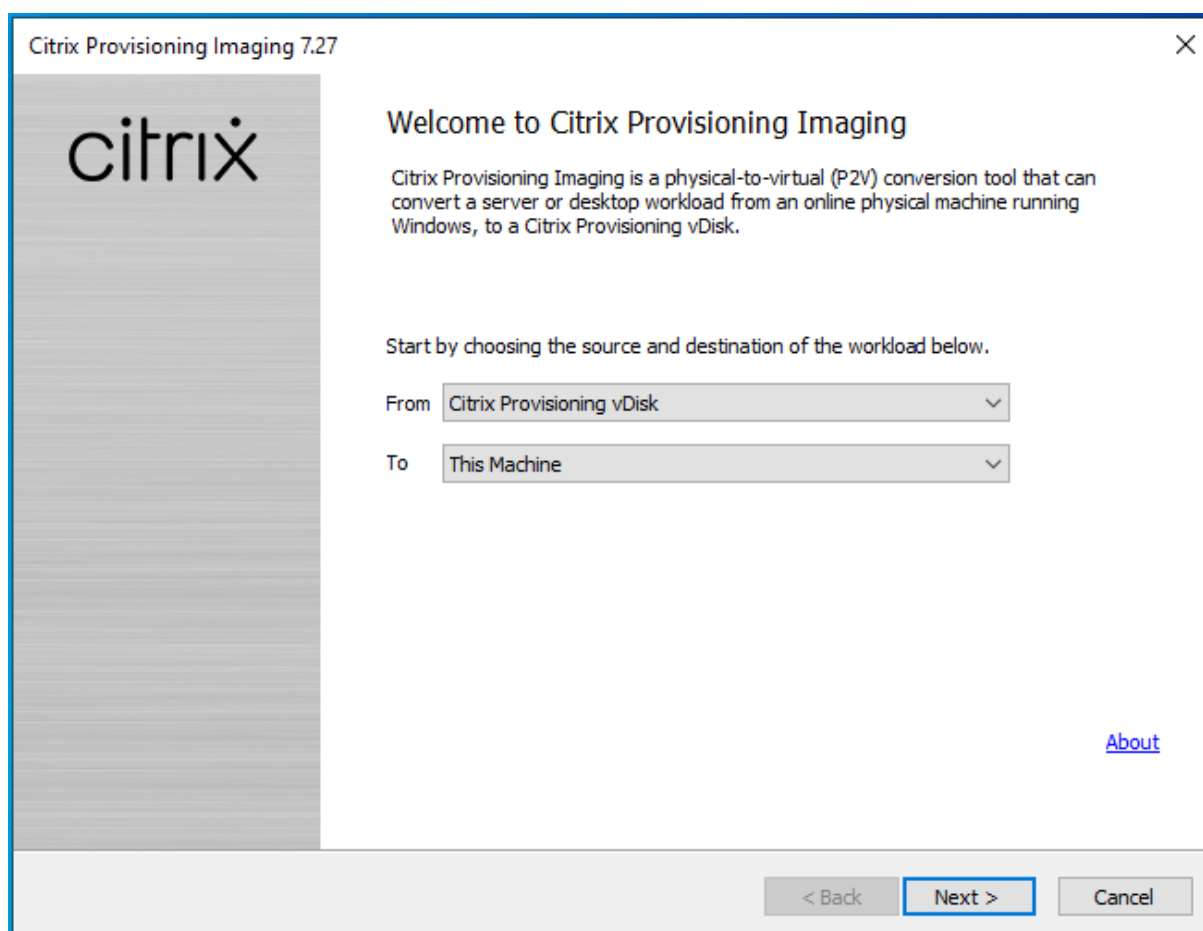 Citrix Provisioning Imaging 7.27
citrix
Welcome to Citrix Provisioning Imaging
Citrix Provisioning Imaging is a physical-to-virtual (P2V) conversion tool that can
convert a server or desktop workload from an online physical machine running
Windows, to a Citrix Provisioning vDisk.
Start by choosing the source and destination of the workload below.
From Citrix Provisioning vDisk
To This Machine
About
< Back Next > Cancel